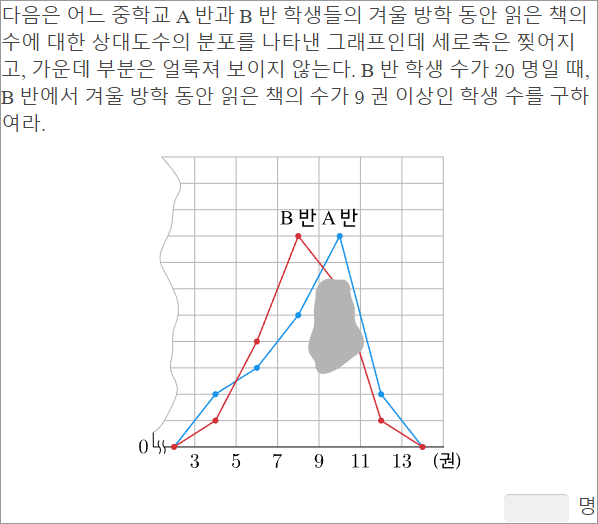 다음은 어느 중학교 A 반과 B 반 학생들의 겨울 방학 동안 읽은 책의
수에 대한 상대도수의 분포를 나타낸 그래프인데 세로축은 찢어지
고, 가운데 부분은 얼룩져 보이지 않는다. B 반 학생 수가 20 명일 때,
B 반에서 겨울 방학 동안 읽은 책의 수가 9 권 이상인 학생 수를 구하
여라.
B 반 A 반
0 3 5 7 9 11 13 (권)
명